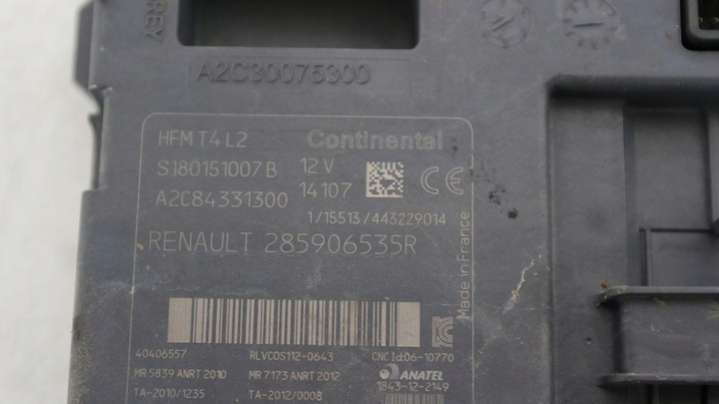 GREY
A2C30075300
HFM T4 L2
Continental
S180151007 B
12 V
A2C84331300
14107
CE
1/15513/443229014
RENAULT 285906535R
Made in France
40406557
RLVCOS112-0643
CNC Id:06-10770
MR 5839 ANRT 2010
MR 7173 ANRT 2012
ANATEL
TA-2010/1235
TA-2012/0008
1843-12-2149